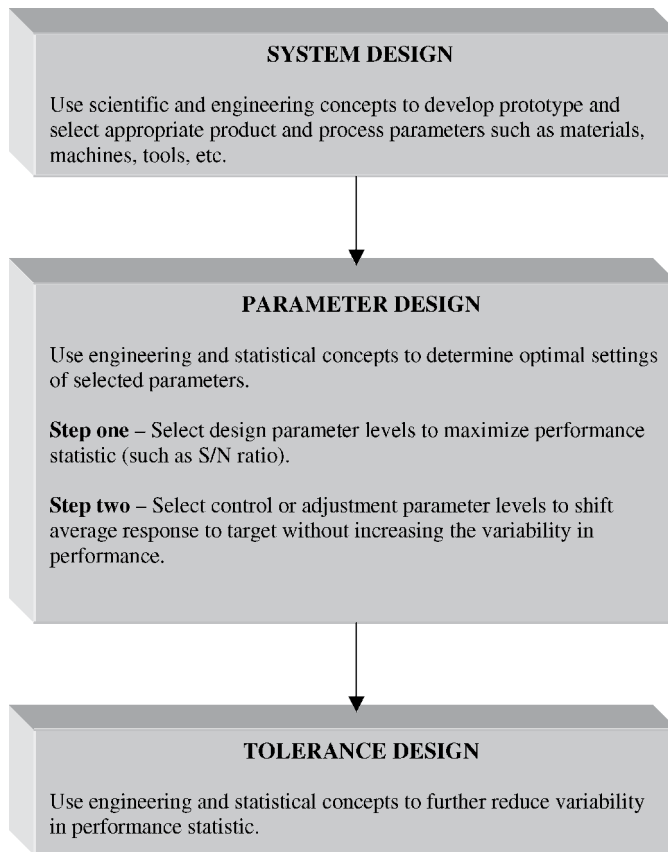 SYSTEM DESIGN
Use scientific and engineering concepts to develop prototype and
select appropriate product and process parameters such as materials,
machines, tools, etc.
PARAMETER DESIGN
Use engineering and statistical concepts to determine optimal settings
of selected parameters.
Step one – Select design parameter levels to maximize performance
statistic (such as S/N ratio).
Step two – Select control or adjustment parameter levels to shift
average response to target without increasing the variability in
performance.
TOLERANCE DESIGN
Use engineering and statistical concepts to further reduce variability
in performance statistic.